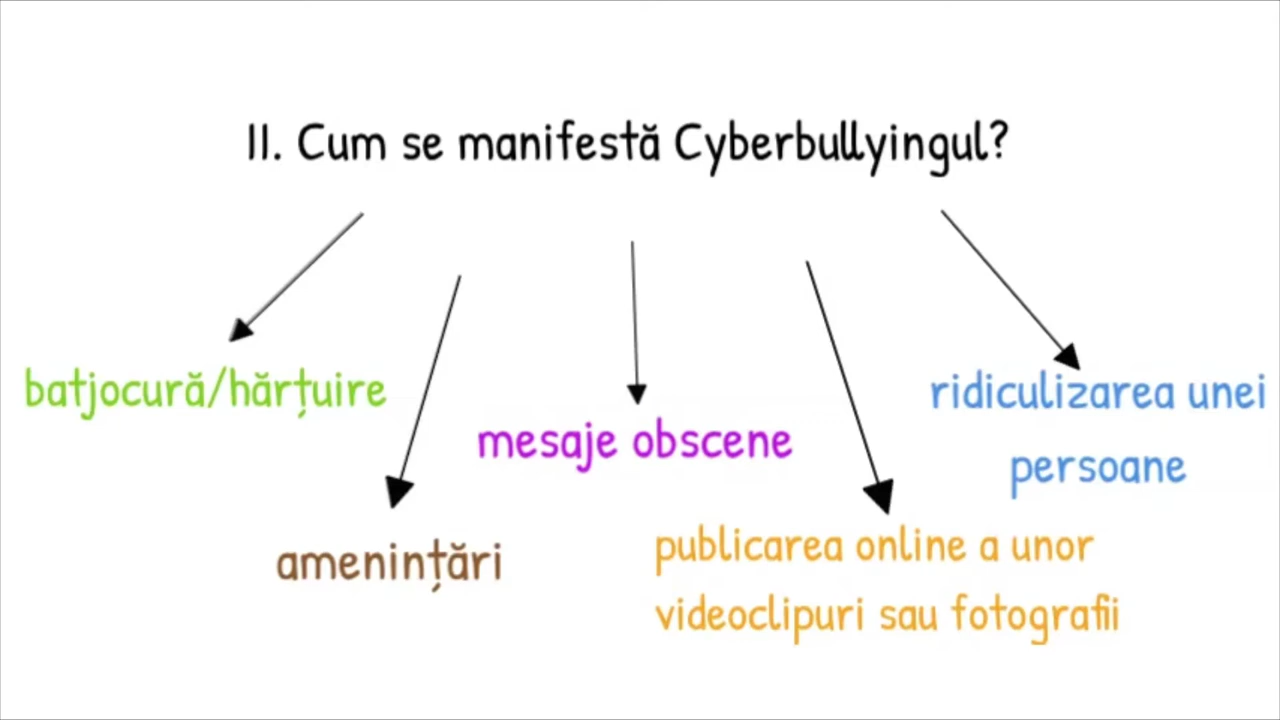 II. Cum se manifestă Cyberbullyingul?
batjocură/hărțuire
amenințări
mesaje obscene
publicarea online a unor
videoclipuri sau fotografii
ridiculizarea unei
persoane